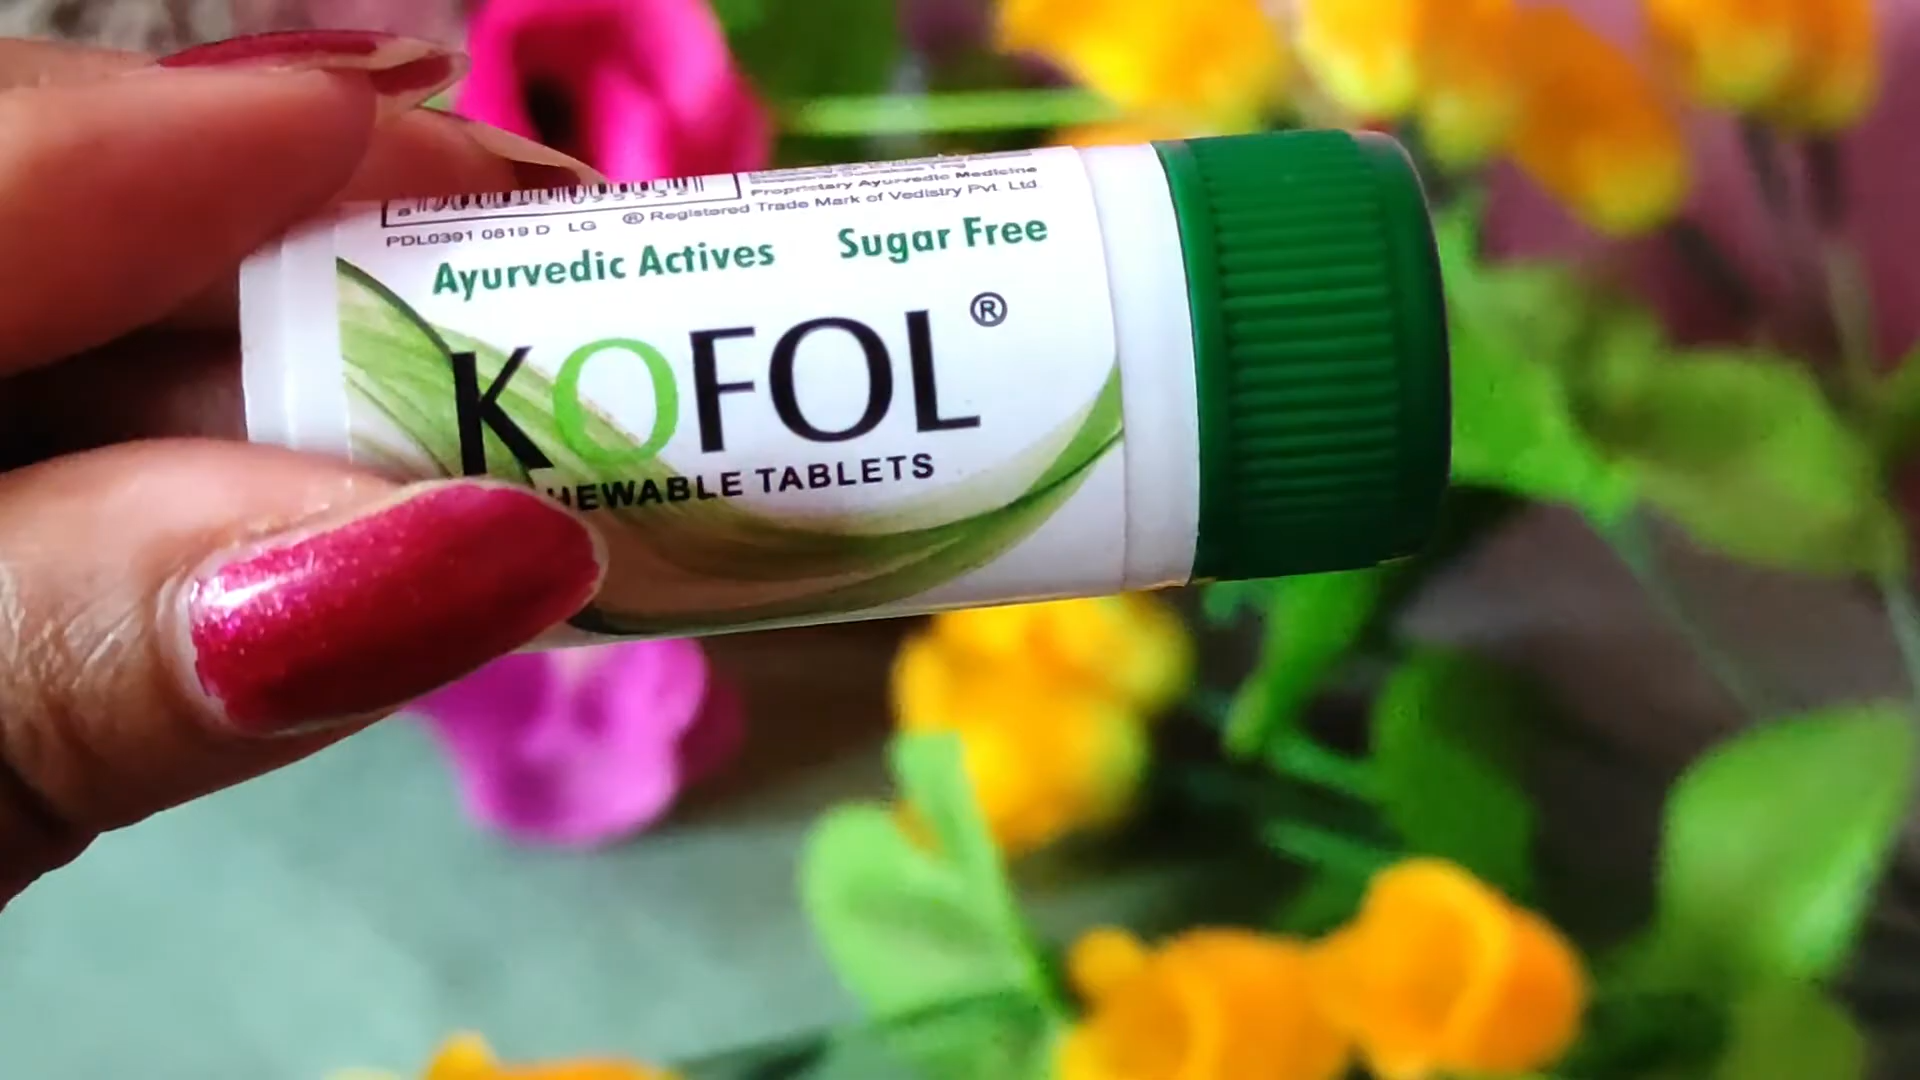 Proprietary Ayurvedic Medicine
® Registered Trade Mark of Vedistry Pvt. Ltd.
PDL0391 0819 D LG
Ayurvedic Actives Sugar Free
KOFOL®
HEWABLE TABLETS